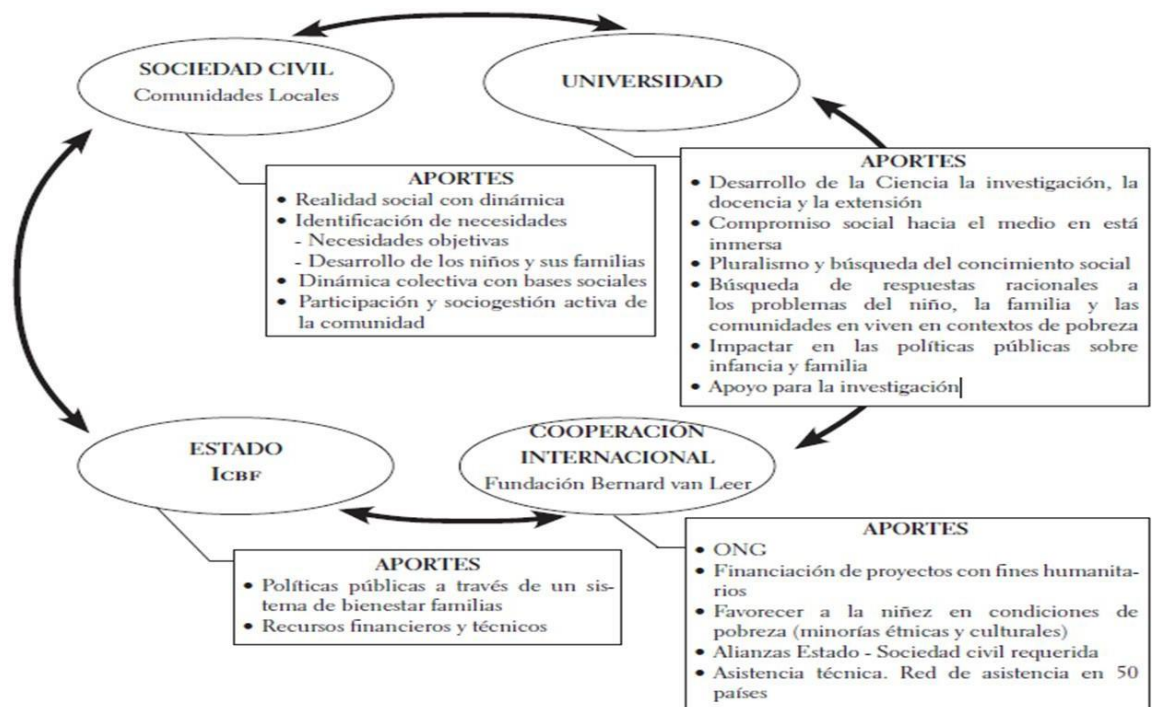 SOCIEDAD CIVIL
Comunidades Locales
UNIVERSIDAD
APORTES
• Realidad social con dinámica
• Identificación de necesidades
- Necesidades objetivas
- Desarrollo de los niños y sus familias
• Dinámica colectiva con bases sociales
• Participación y sociogestión activa de
la comunidad
APORTES
• Desarrollo de la Ciencia la investigación, la
docencia y la extensión
• Compromiso social hacia el medio en está
inmersa
• Pluralismo y búsqueda del concimiento social
• Búsqueda de respuestas racionales a
los problemas del niño, la familia y las
comunidades en viven en contextos de pobreza
• Impactar en las políticas públicas sobre
infancia y familia
• Apoyo para la investigación
ESTADO
ICBF
COOPERACIÓN
INTERNACIONAL
Fundación Bernard van Leer
APORTES
• Políticas públicas a través de un sis-
tema de bienestar familias
• Recursos financieros y técnicos
APORTES
• ONG
• Financiación de proyectos con fines humanita-
rios
• Favorecer a la niñez en condiciones de
pobreza (minorías étnicas y culturales)
• Alianzas Estado - Sociedad civil requerida
• Asistencia técnica. Red de asistencia en 50
países